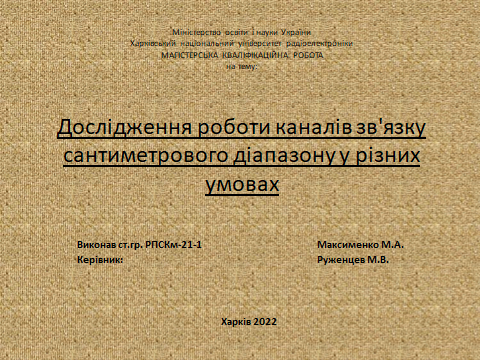 Міністерство освіти і науки України
Харківський національний університет радіоелектроніки
МАГІСТЕРСЬКА КВАЛІФІКАЦІЙНА РОБОТА
на тему:
Дослідження роботи каналів зв'язку
сантиметрового діапазону у різних
умовах
Виконав ст.гр. РПСКм-21-1 Максименко М.А.
Керівник: Руженцев М.В.
Харків 2022